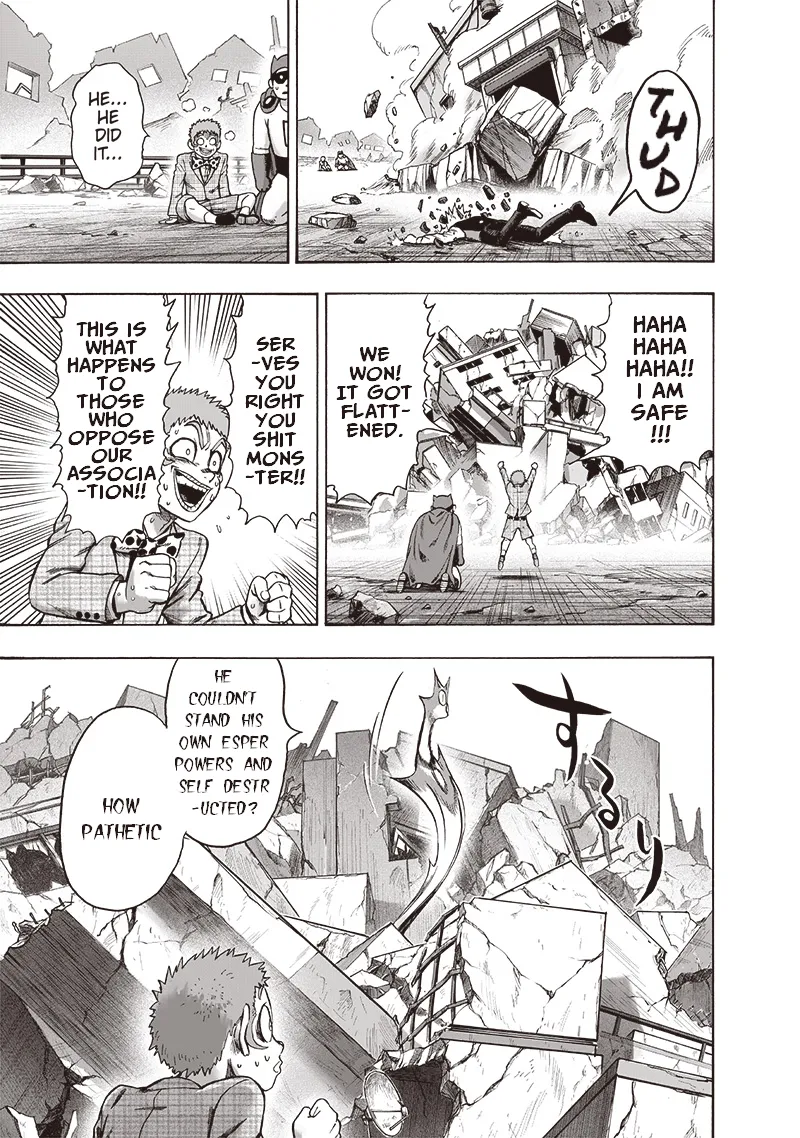 THUD
HE...
HE
DID
IT...
HAHA
HAHA
HAHA!!
I AM
SAFE
!!!
WE
WON!
IT GOT
FLATT-
ENED.
SER
-VES
YOU
RIGHT
YOU
SHIT
MONS
-TER!!
THIS IS
WHAT
HAPPENS
TO
THOSE
WHO
OPPOSE
OUR
ASSOCIA
-TION!!
ずるり
HE
COULDN'T
STAND HIS
OWN ESPER
POWERS AND
SELF DESTR
-UCTED?
HOW
PATHETIC